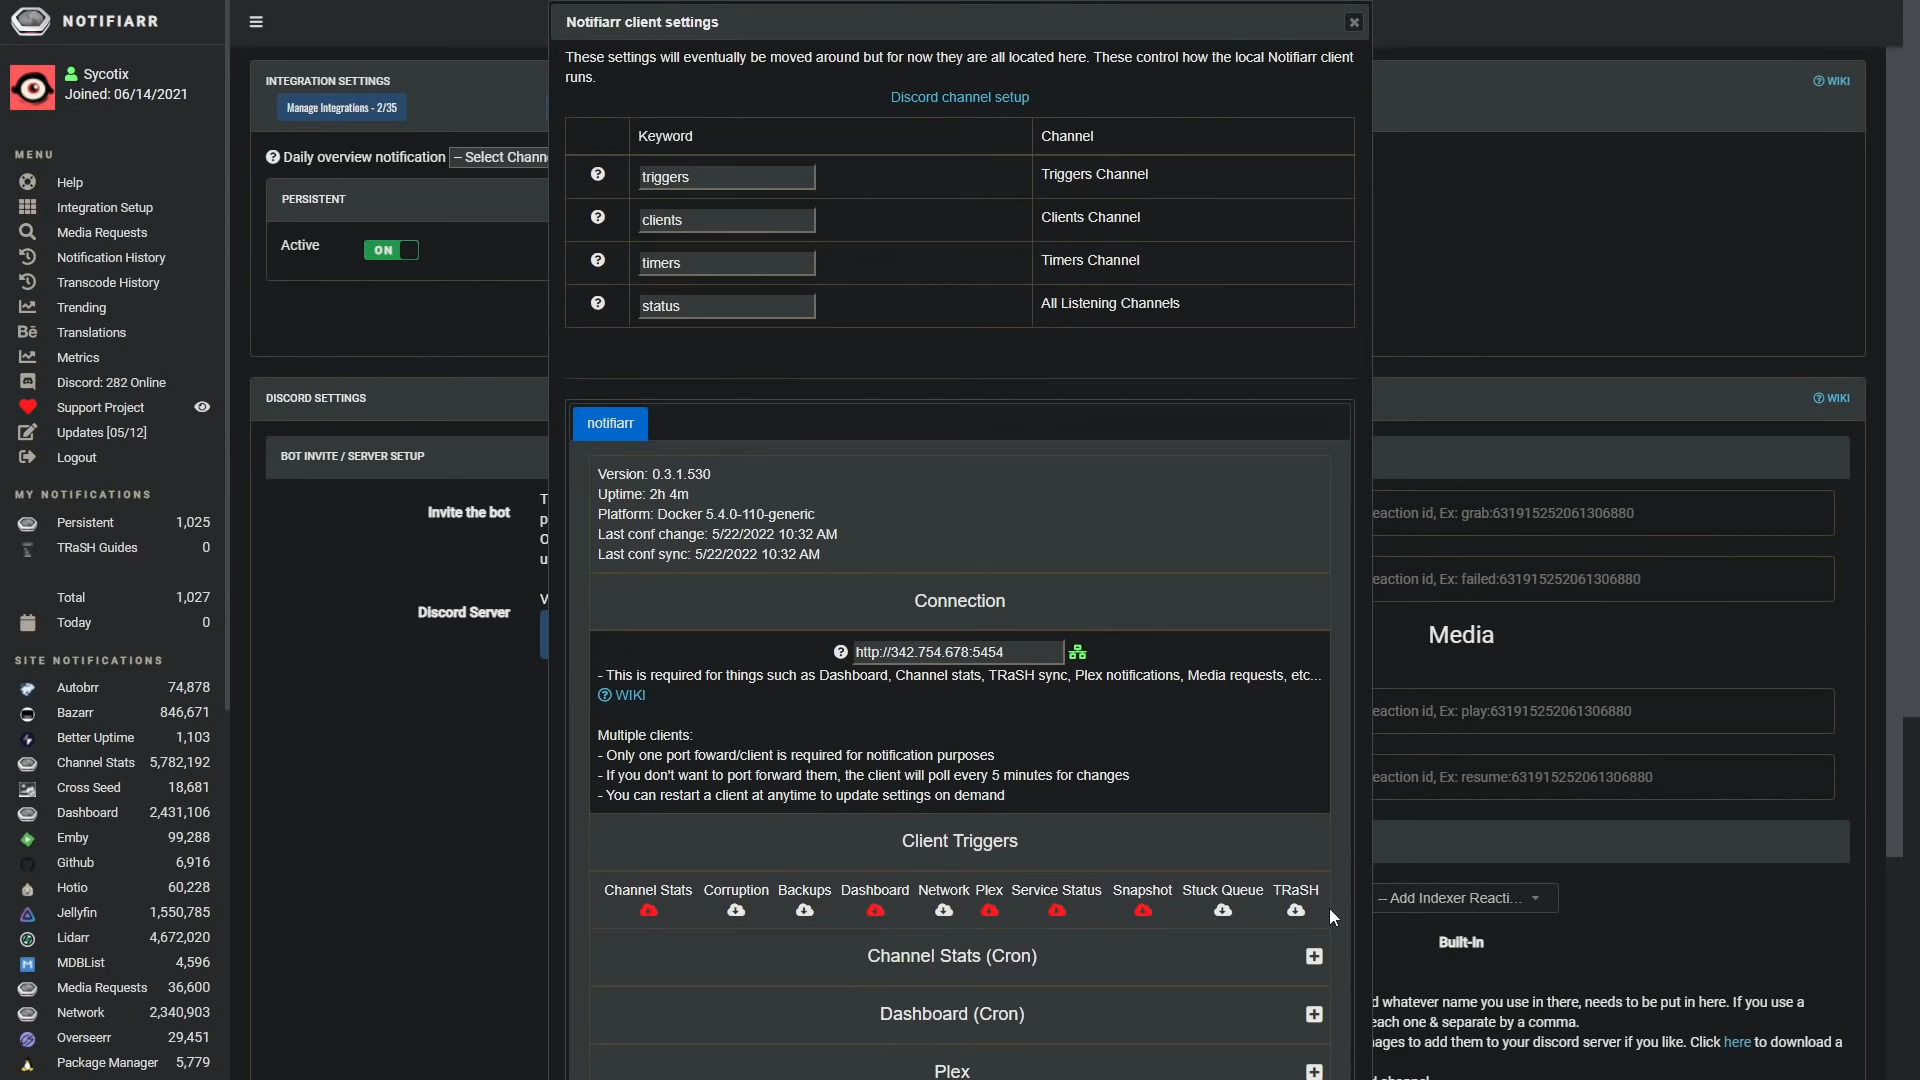 NOTIFIARR
Sycotix
Joined: 06/14/2021
MENU
Help
Integration Setup
Media Requests
Notification History
Transcode History
Trending
Bē Translations
Metrics
Discord: 282 Online
Support Project
Updates [05/12]
Logout
MY NOTIFICATIONS
Persistent 1,025
TRaSH Guides 0
Total 1,027
Today 0
SITE NOTIFICATIONS
Autobrr 74,878
Bazarr 846,671
Better Uptime 1,103
Channel Stats 5,782,192
Cross Seed 18,681
Dashboard 2,431,106
Emby 99,288
Github 6,916
Hotio 60,228
Jellyfin 1,550,785
Lidarr 4,672,020
MDBList 4,596
Media Requests 36,600
Network 2,340,903
Overseerr 29,451
Package Manager 5,779
INTEGRATION SETTINGS
Manage Integrations - 2/35
WIKI
Daily overview notification -- Select Chann
PERSISTENT
Active ON
DISCORD SETTINGS
WIKI
BOT INVITE / SERVER SETUP
Invite the bot
Discord Server
Notifiarr client settings
These settings will eventually be moved around but for now they are all located here. These control how the local Notifiarr client
runs.
Discord channel setup
Keyword Channel
triggers Triggers Channel
clients Clients Channel
timers Timers Channel
status All Listening Channels
notifiarr
Version: 0.3.1.530
Uptime: 2h 4m
Platform: Docker 5.4.0-110-generic
Last conf change: 5/22/2022 10:32 AM
Last conf sync: 5/22/2022 10:32 AM
Connection
http://342.754.678:5454
- This is required for things such as Dashboard, Channel stats, TRaSH sync, Plex notifications, Media requests, etc...
WIKI
Multiple clients:
- Only one port foward/client is required for notification purposes
- If you don't want to port forward them, the client will poll every 5 minutes for changes
- You can restart a client at anytime to update settings on demand
Client Triggers
Channel Stats Corruption Backups Dashboard Network Plex Service Status Snapshot Stuck Queue TRaSH
Channel Stats (Cron)
Dashboard (Cron)
Plex
eaction id, Ex: grab:631915252061306880
eaction id, Ex: failed:631915252061306880
Media
eaction id, Ex: play:631915252061306880
eaction id, Ex: resume:631915252061306880
-- Add Indexer Reacti...
Built-In
d whatever name you use in there, needs to be put in here. If you use a
each one & separate by a comma.
ages to add them to your discord server if you like. Click here to download a